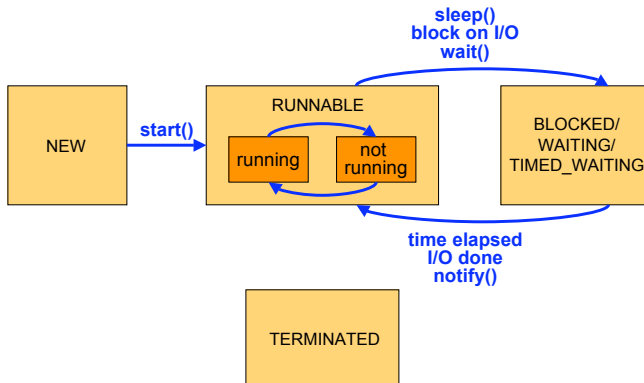 sleep()
block on I/O
wait()
NEW
start()
RUNNABLE
running
not
running
BLOCKED/
WAITING/
TIMED_WAITING
time elapsed
I/O done
notify()
TERMINATED